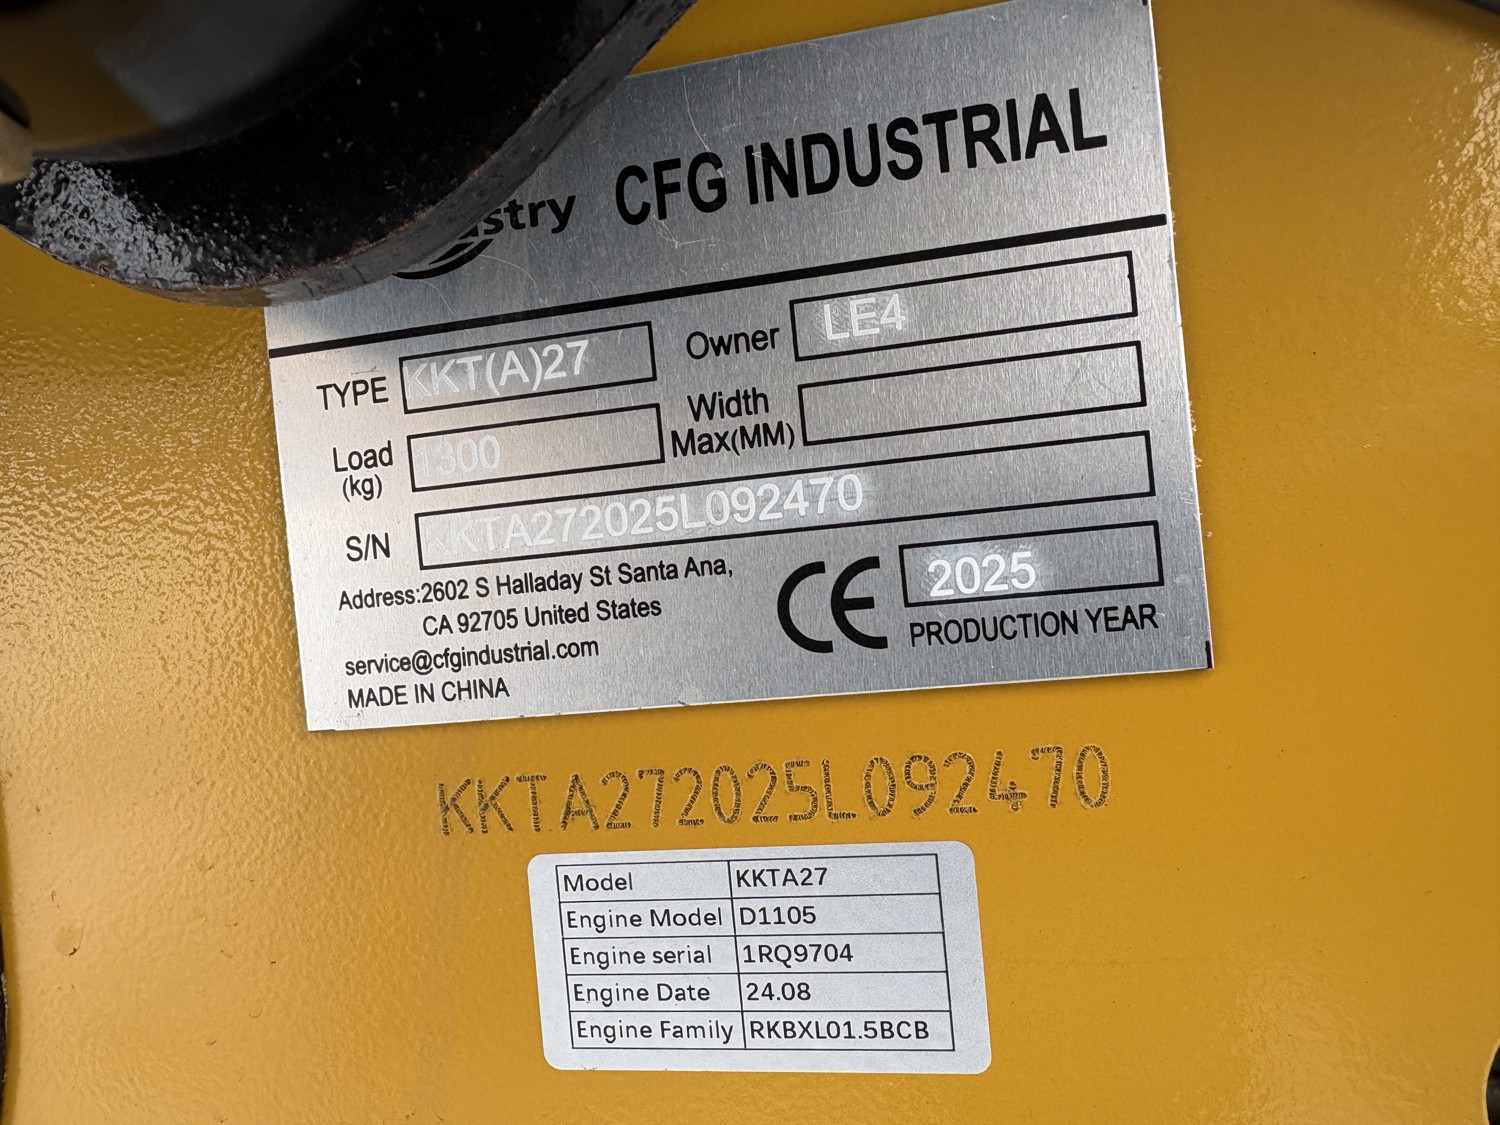 stry CFG INDUSTRIAL
TYPE KKT(A)27 Owner LE4
Load (kg) 1300 Width Max(MM)
S/N KKTA272025L092470
Address:2602 S Halladay St Santa Ana,
CA 92705 United States
service@cfgindustrial.com
MADE IN CHINA
CE 2025
PRODUCTION YEAR
KKTA272025L092470
Model KKTA27
Engine Model D1105
Engine serial 1RQ9704
Engine Date 24.08
Engine Family RKBXL01.5BCB